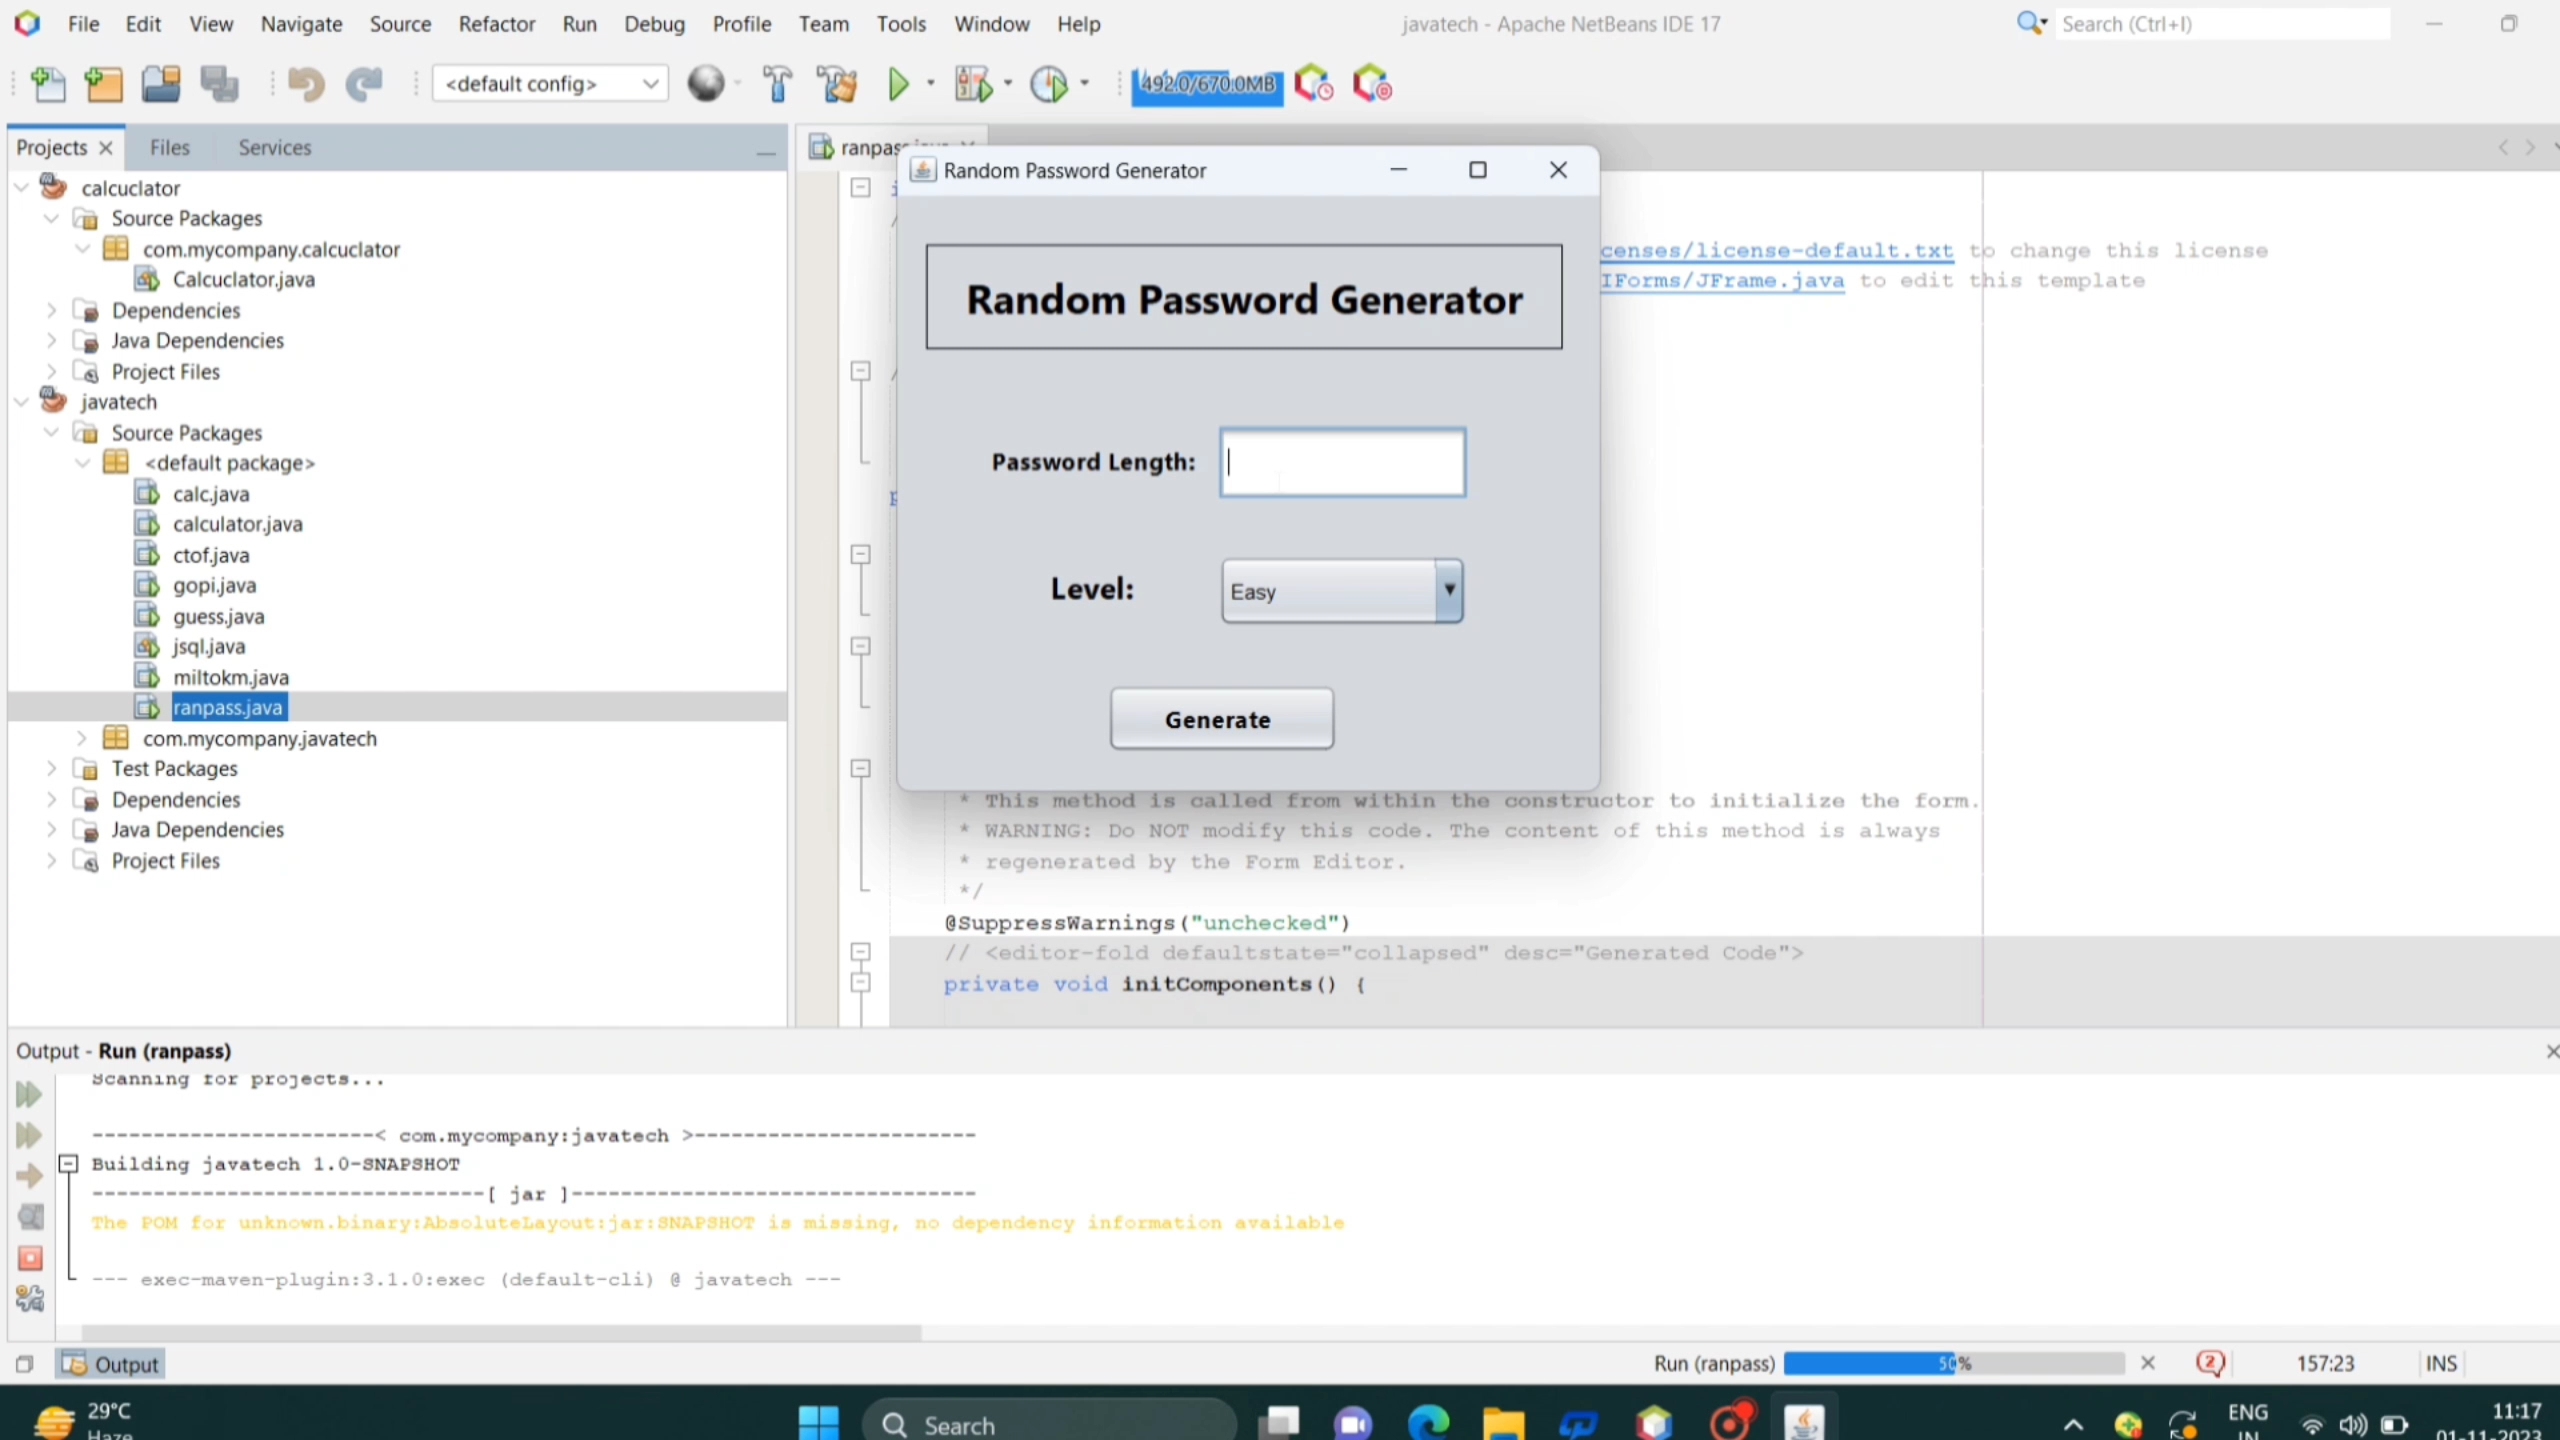 File Edit View Navigate Source Refactor Run Debug Profile Team Tools Window Help
javatech - Apache NetBeans IDE 17
Search (Ctrl+I)
<default config>
492.0/670.0MB
Projects Files Services
calcuclator
Source Packages
com.mycompany.calcuclator
Calcuclator.java
Dependencies
Java Dependencies
Project Files
javatech
Source Packages
<default package>
calc.java
calculator.java
ctof.java
gopi.java
guess.java
jsql.java
miltokm.java
ranpass.java
com.mycompany.javatech
Test Packages
Dependencies
Java Dependencies
Project Files
Random Password Generator
Random Password Generator
Password Length:
Level: Easy
Generate
censes/license-default.txt to change this license
IForms/JFrame.java to edit this template
* This method is called from within the constructor to initialize the form.
* WARNING: Do NOT modify this code. The content of this method is always
* regenerated by the Form Editor.
*/
@SuppressWarnings("unchecked")
// <editor-fold defaultstate="collapsed" desc="Generated Code">
private void initComponents() {
Output - Run (ranpass)
Scanning for projects...
-----------------------< com.mycompany:javatech >-----------------------
Building javatech 1.0-SNAPSHOT
--------------------------------[ jar ]---------------------------------
The POM for unknown.binary:AbsoluteLayout:jar:SNAPSHOT is missing, no dependency information available
--- exec-maven-plugin:3.1.0:exec (default-cli) @ javatech ---
Output
Run (ranpass) 50%
2
157:23
INS
29°C
Haze
Search
ENG
IN
11:17
01-11-2023